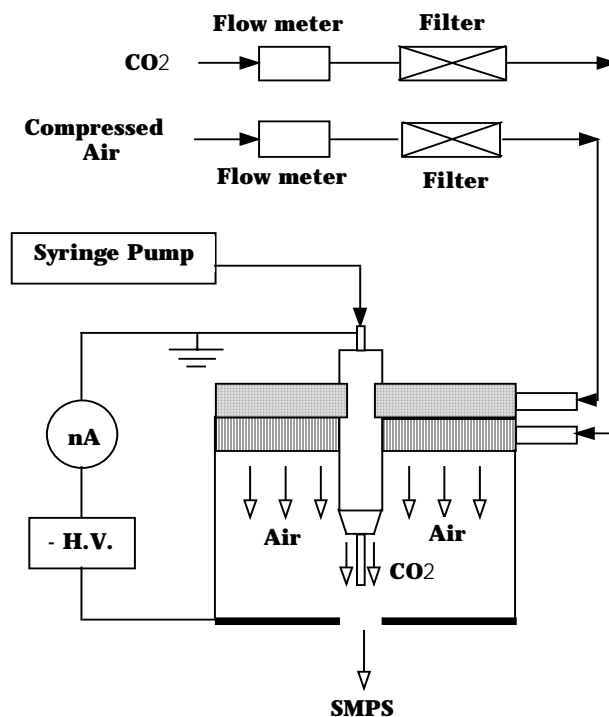 Flow meter
Filter
CO2
Compressed
Air
Flow meter
Filter
Syringe Pump
nA
- H.V.
Air
Air
CO2
SMPS